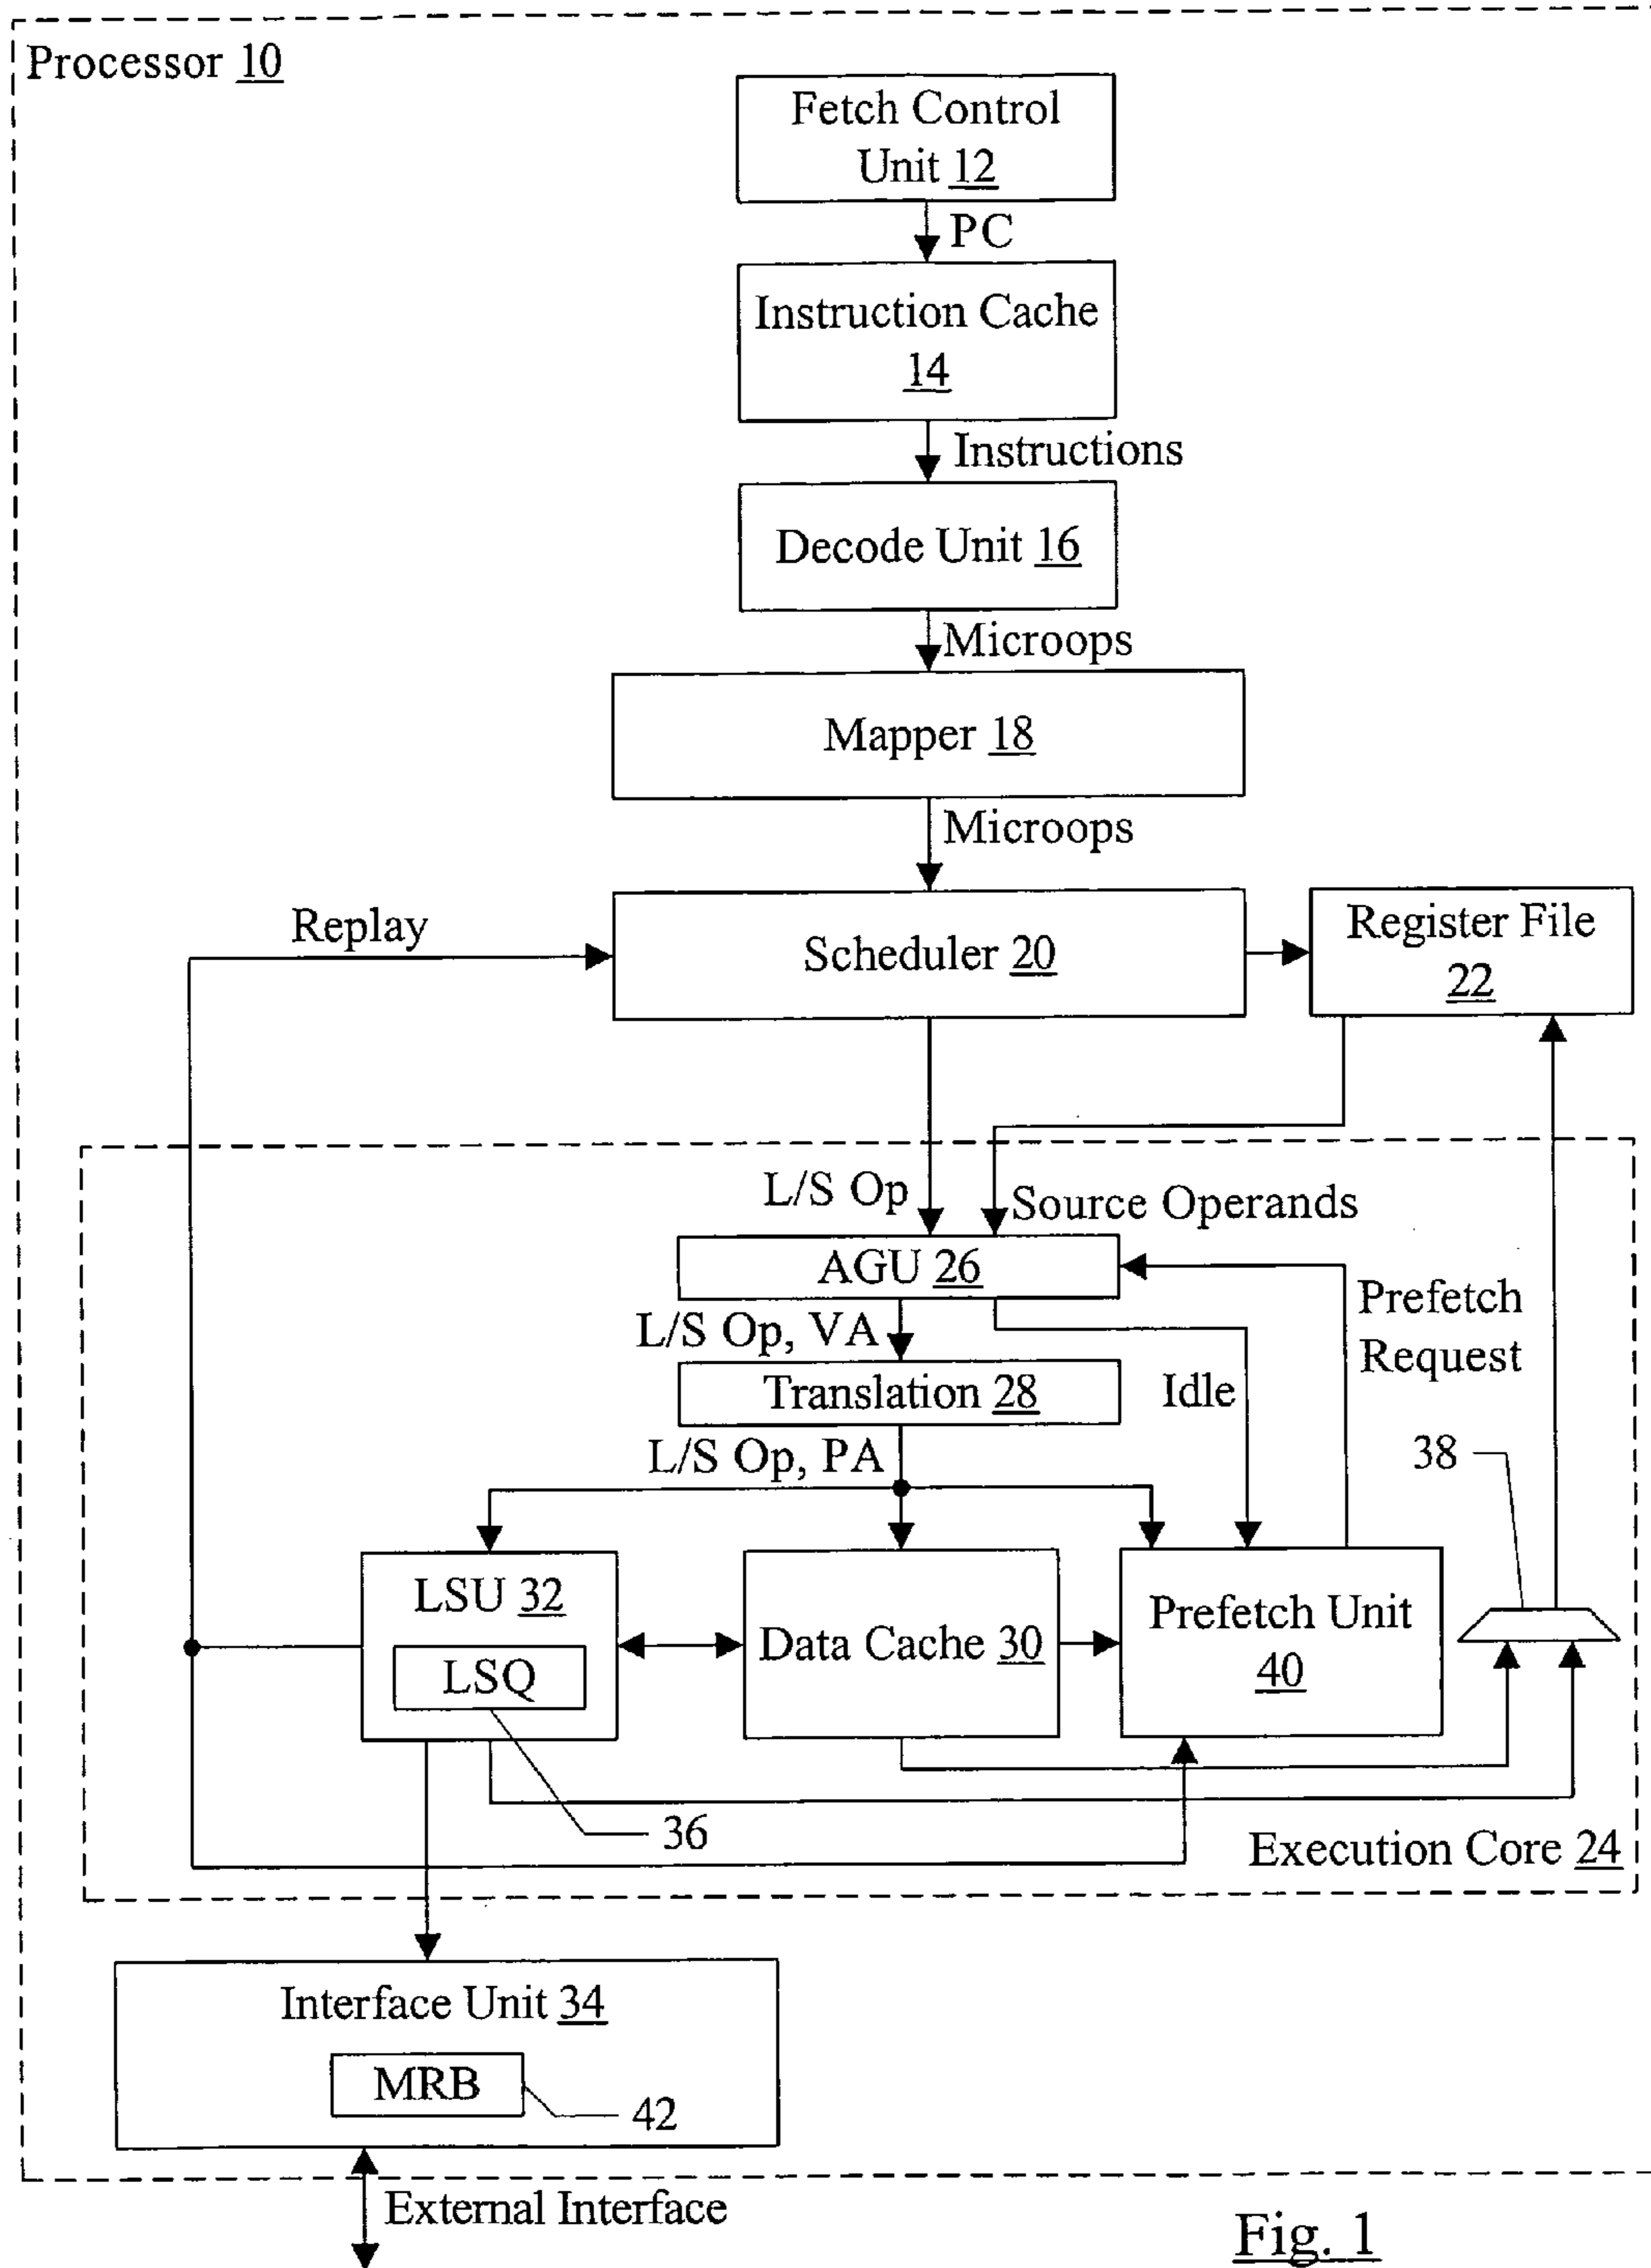 Processor 10
Fetch Control
Unit 12
PC
Instruction Cache
14
Instructions
Decode Unit 16
Microops
Mapper 18
Microops
Replay
Scheduler 20
Register File
22
L/S Op
Source Operands
AGU 26
Prefetch
Request
L/S Op, VA
Translation 28
Idle
L/S Op, PA
38
LSU 32
LSQ
Data Cache 30
Prefetch Unit
40
36
Execution Core 24
Interface Unit 34
MRB
42
External Interface
Fig. 1